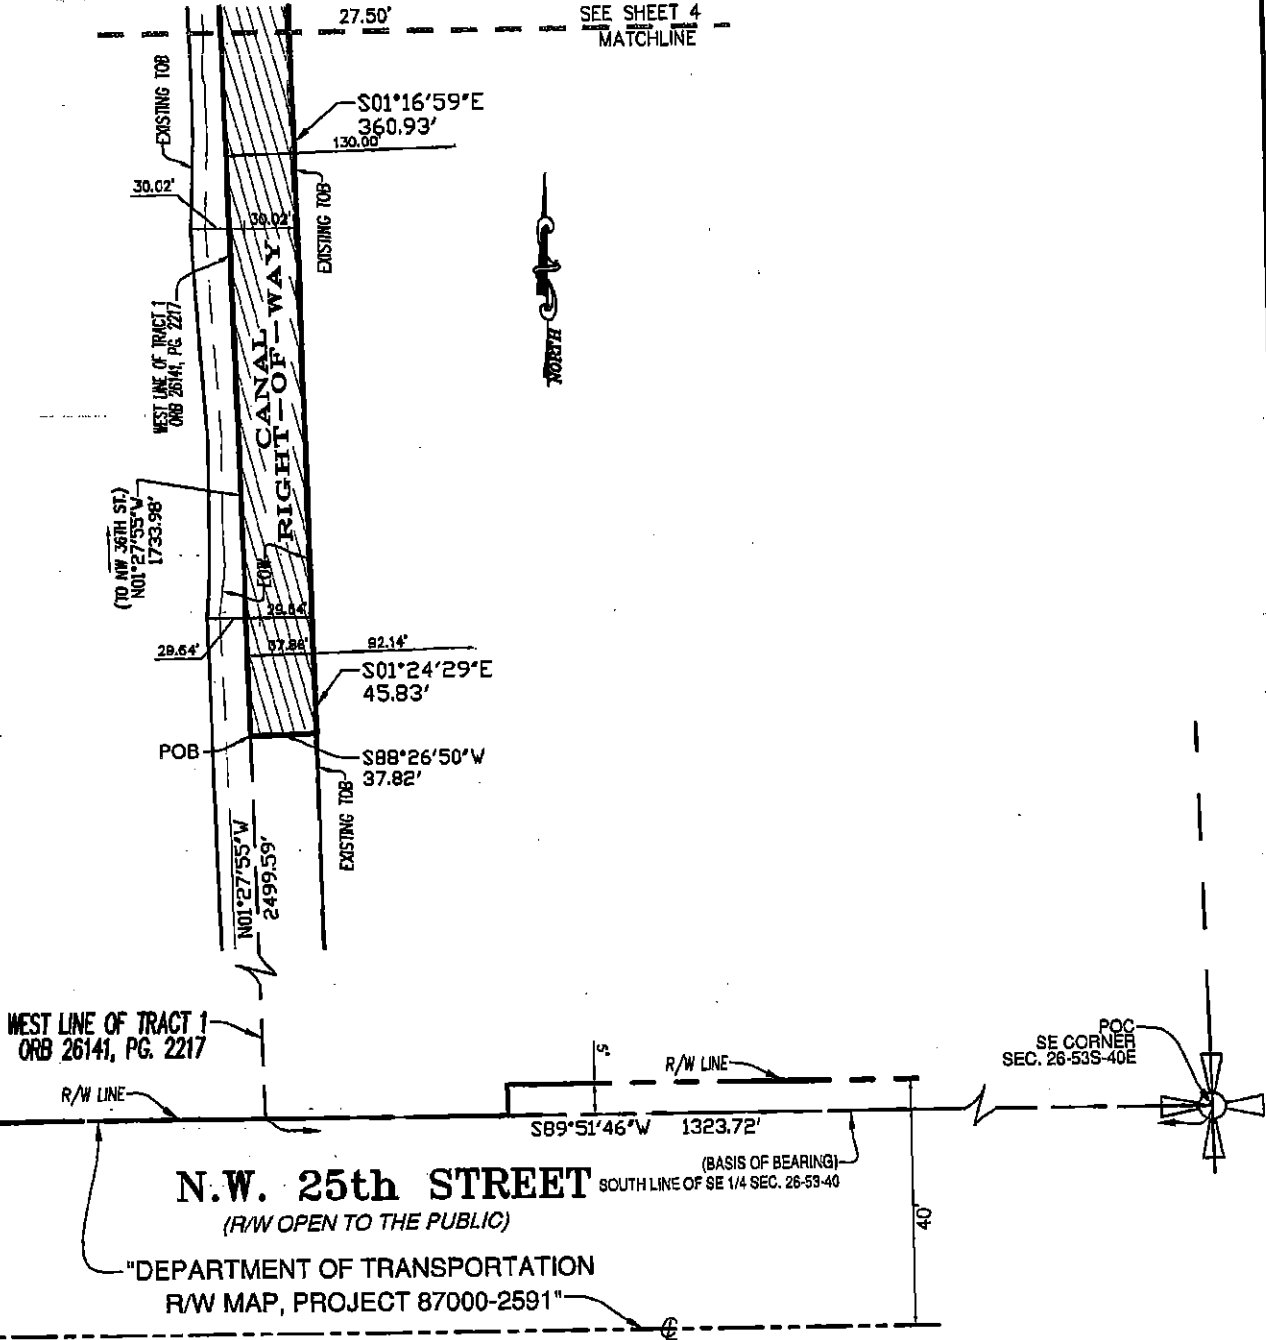 27.50'
SEE SHEET 4
MATCHLINE
EXISTING TOB
S01°16'59"E
360.93'
130.00'
30.02'
30.02'
EXISTING TOB
NORTH
WEST LINE OF TRACT 1
ORB 26141, PG. 2217
CANAL
RIGHT-OF-WAY
(TO NW 36TH ST.)
N01°27'55"W
1733.98'
EOW
29.64'
29.64'
92.14'
S01°24'29"E
45.83'
POB
S88°26'50"W
37.82'
EXISTING TOB
N01°27'55"W
2499.59'
WEST LINE OF TRACT 1
ORB 26141, PG. 2217
R/W LINE
5'
R/W LINE
POC
SE CORNER
SEC. 26-53S-40E
S89°51'46"W 1323.72'
(BASIS OF BEARING)
SOUTH LINE OF SE 1/4 SEC. 26-53-40
N.W. 25th STREET
(R/W OPEN TO THE PUBLIC)
40'
"DEPARTMENT OF TRANSPORTATION
R/W MAP, PROJECT 87000-2591"